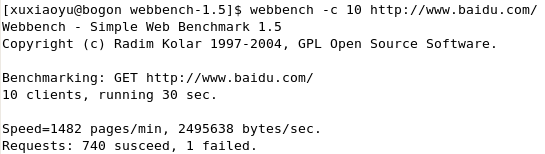 [xuxiaoyu@bogon webbench-1.5]$ webbench -c 10 http://www.baidu.com/
Webbench - Simple Web Benchmark 1.5
Copyright (c) Radim Kolar 1997-2004, GPL Open Source Software.
Benchmarking: GET http://www.baidu.com/
10 clients, running 30 sec.
Speed=1482 pages/min, 2495638 bytes/sec.
Requests: 740 susceed, 1 failed.